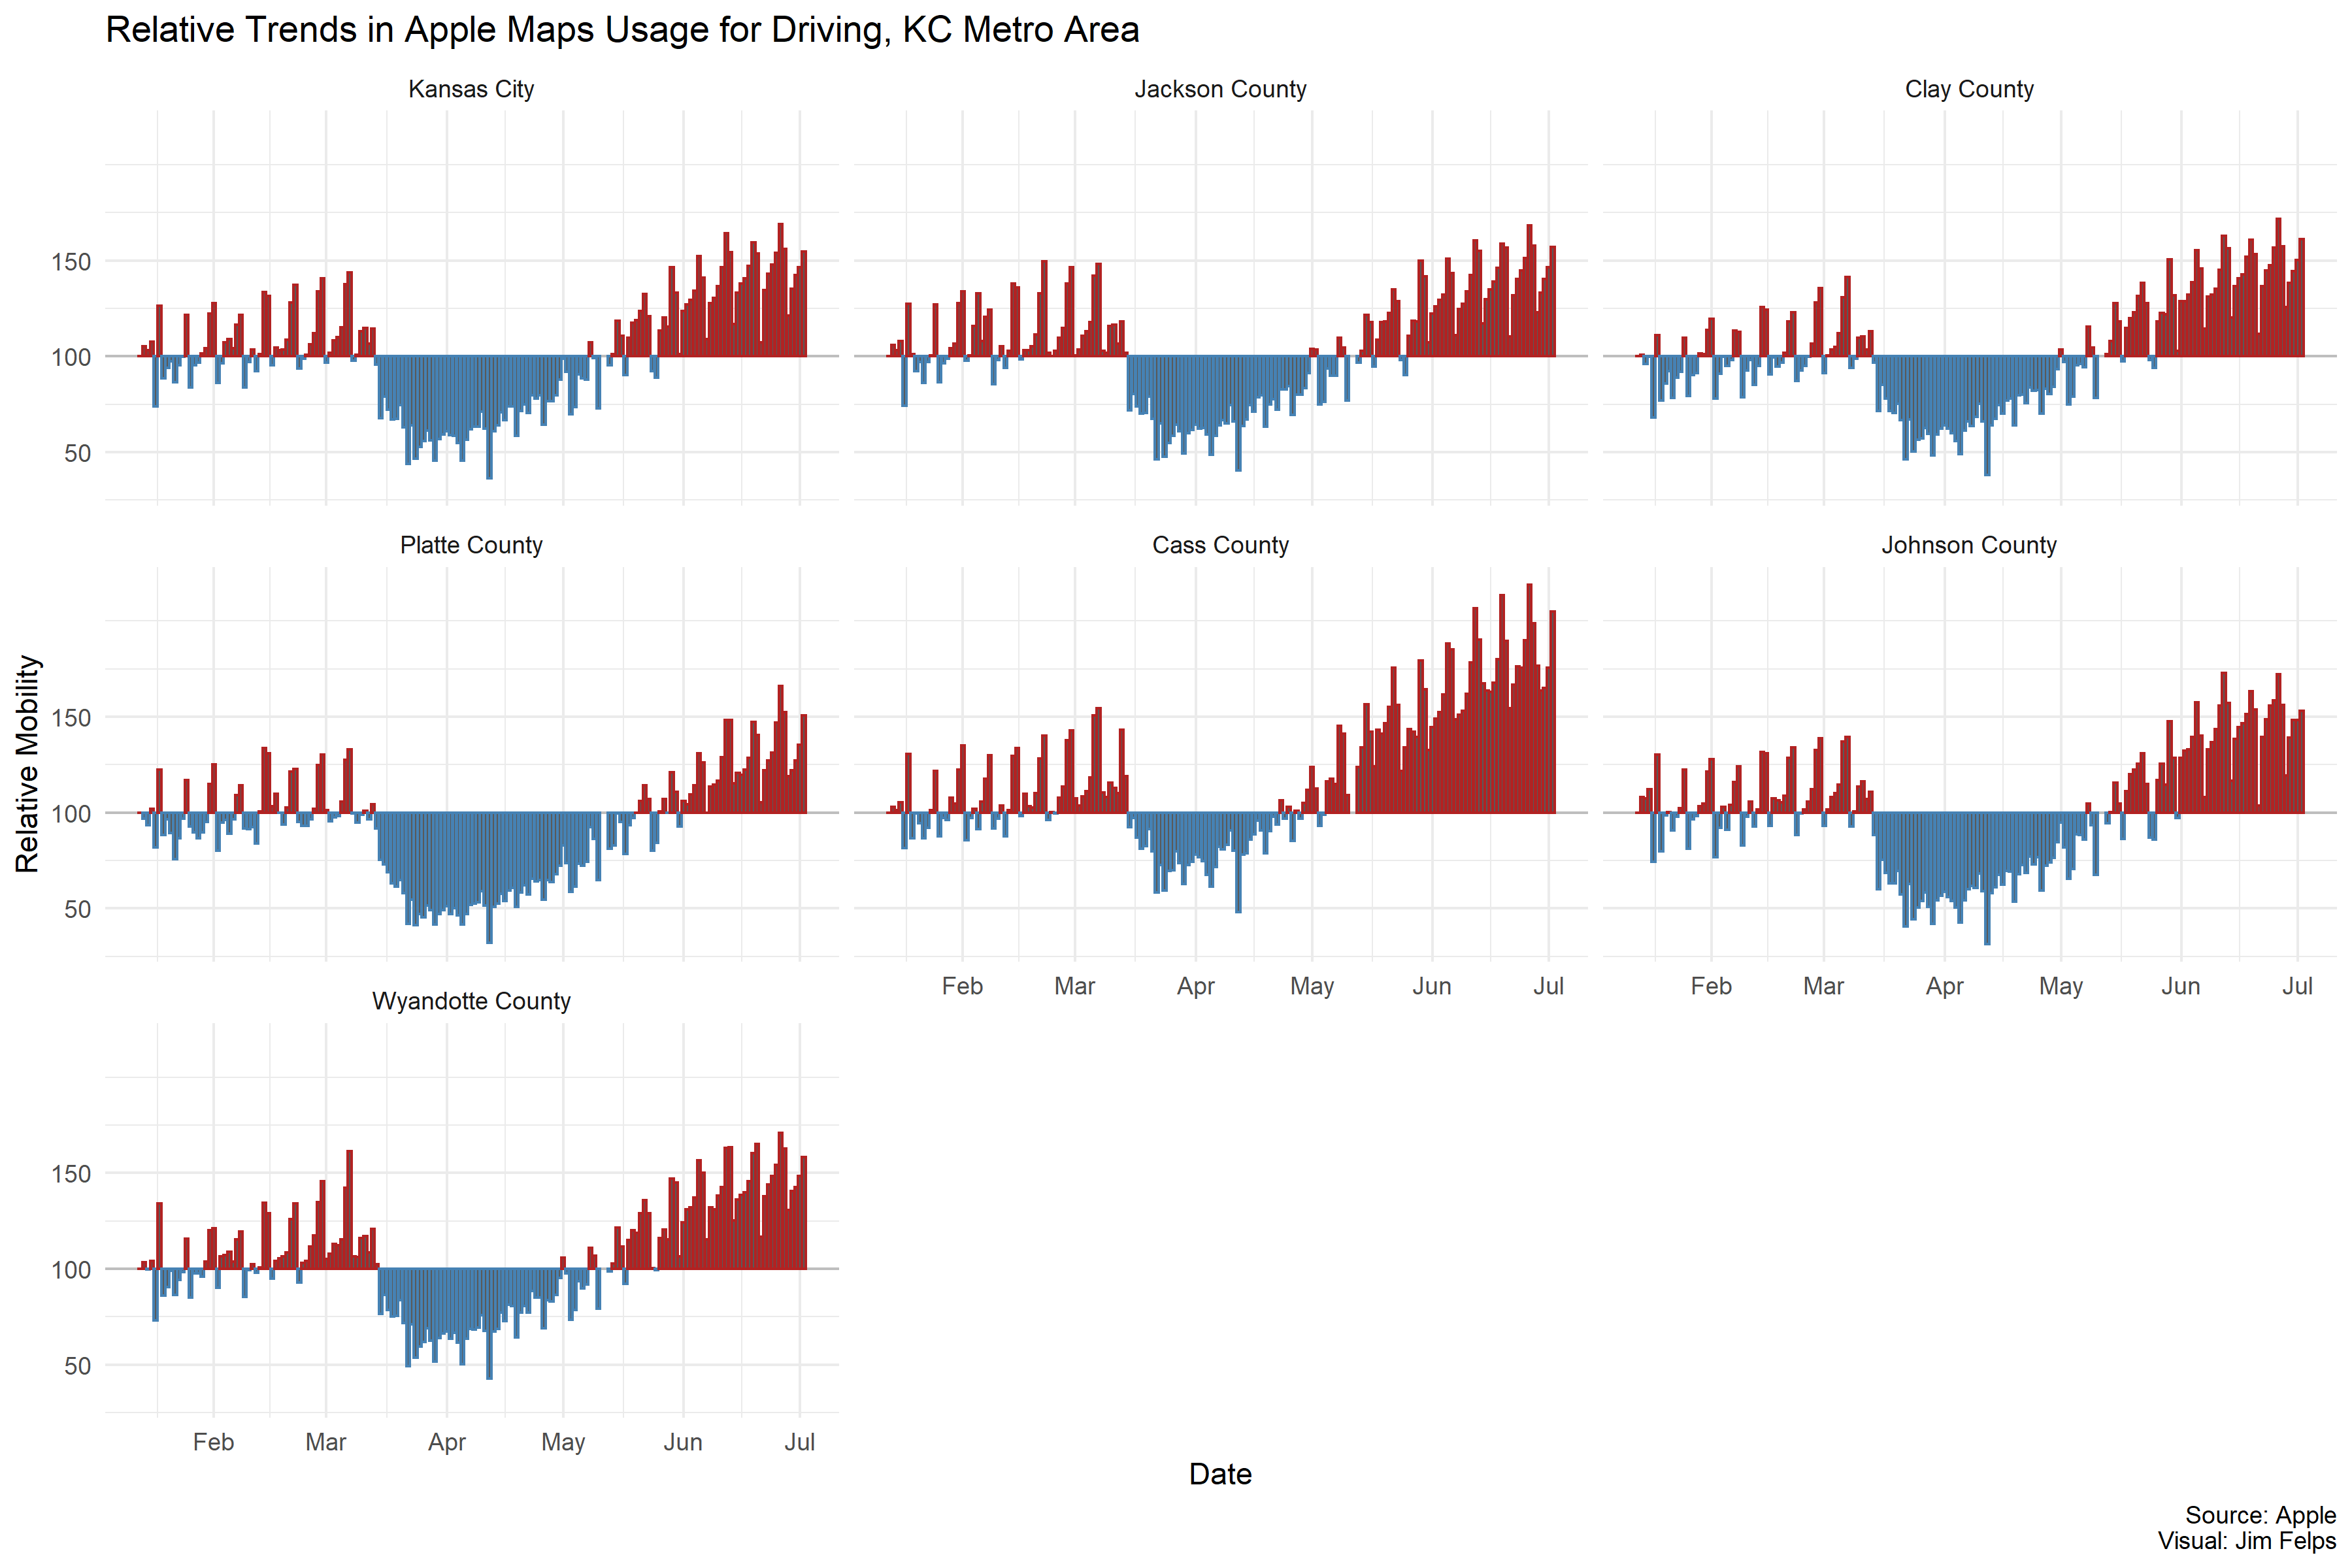 Relative Trends in Apple Maps Usage for Driving, KC Metro Area
Kansas City
Jackson County
Clay County
150
100
50
Platte County
Cass County
Johnson County
150
100
50
Relative Mobility
Feb Mar Apr May Jun Jul
Feb Mar Apr May Jun Jul
Wyandotte County
150
100
50
Feb Mar Apr May Jun Jul
Date
Source: Apple
Visual: Jim Felps